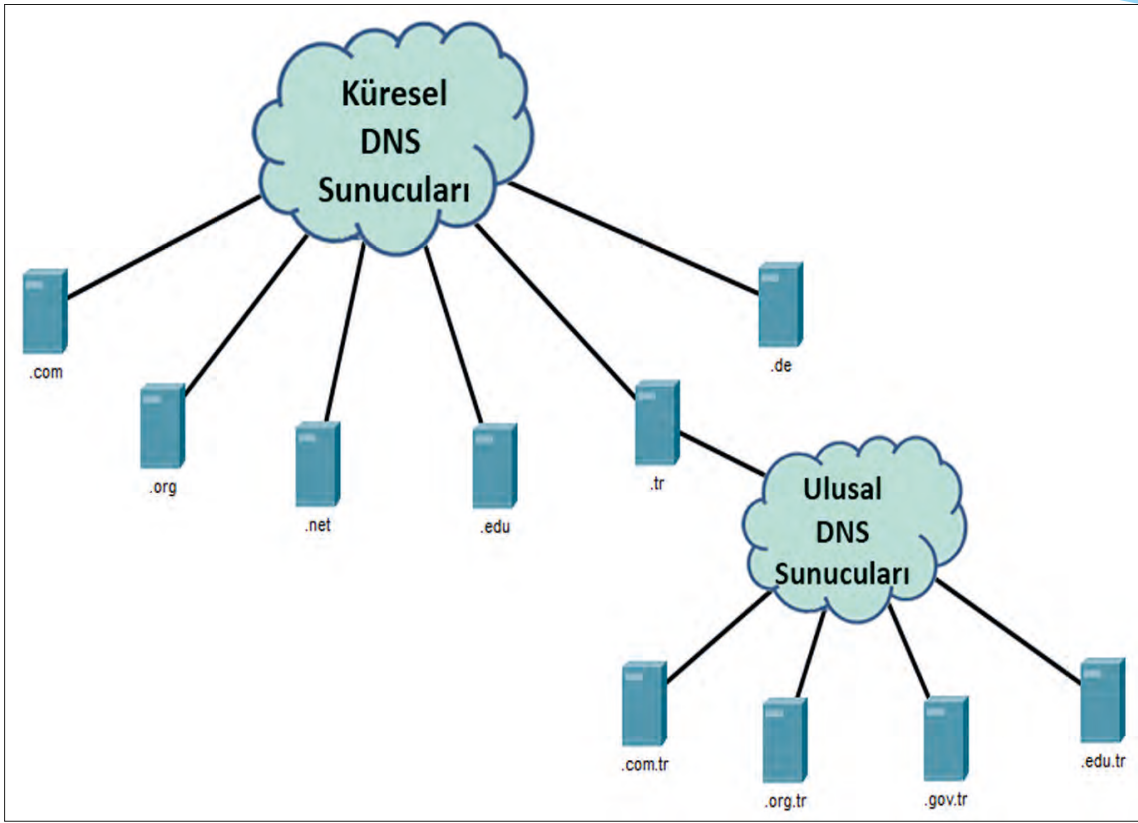 Küresel
DNS
Sunucuları
.com
.de
.org
.tr
.net
.edu
Ulusal
DNS
Sunucuları
.com.tr
.edu.tr
.org.tr
.gov.tr